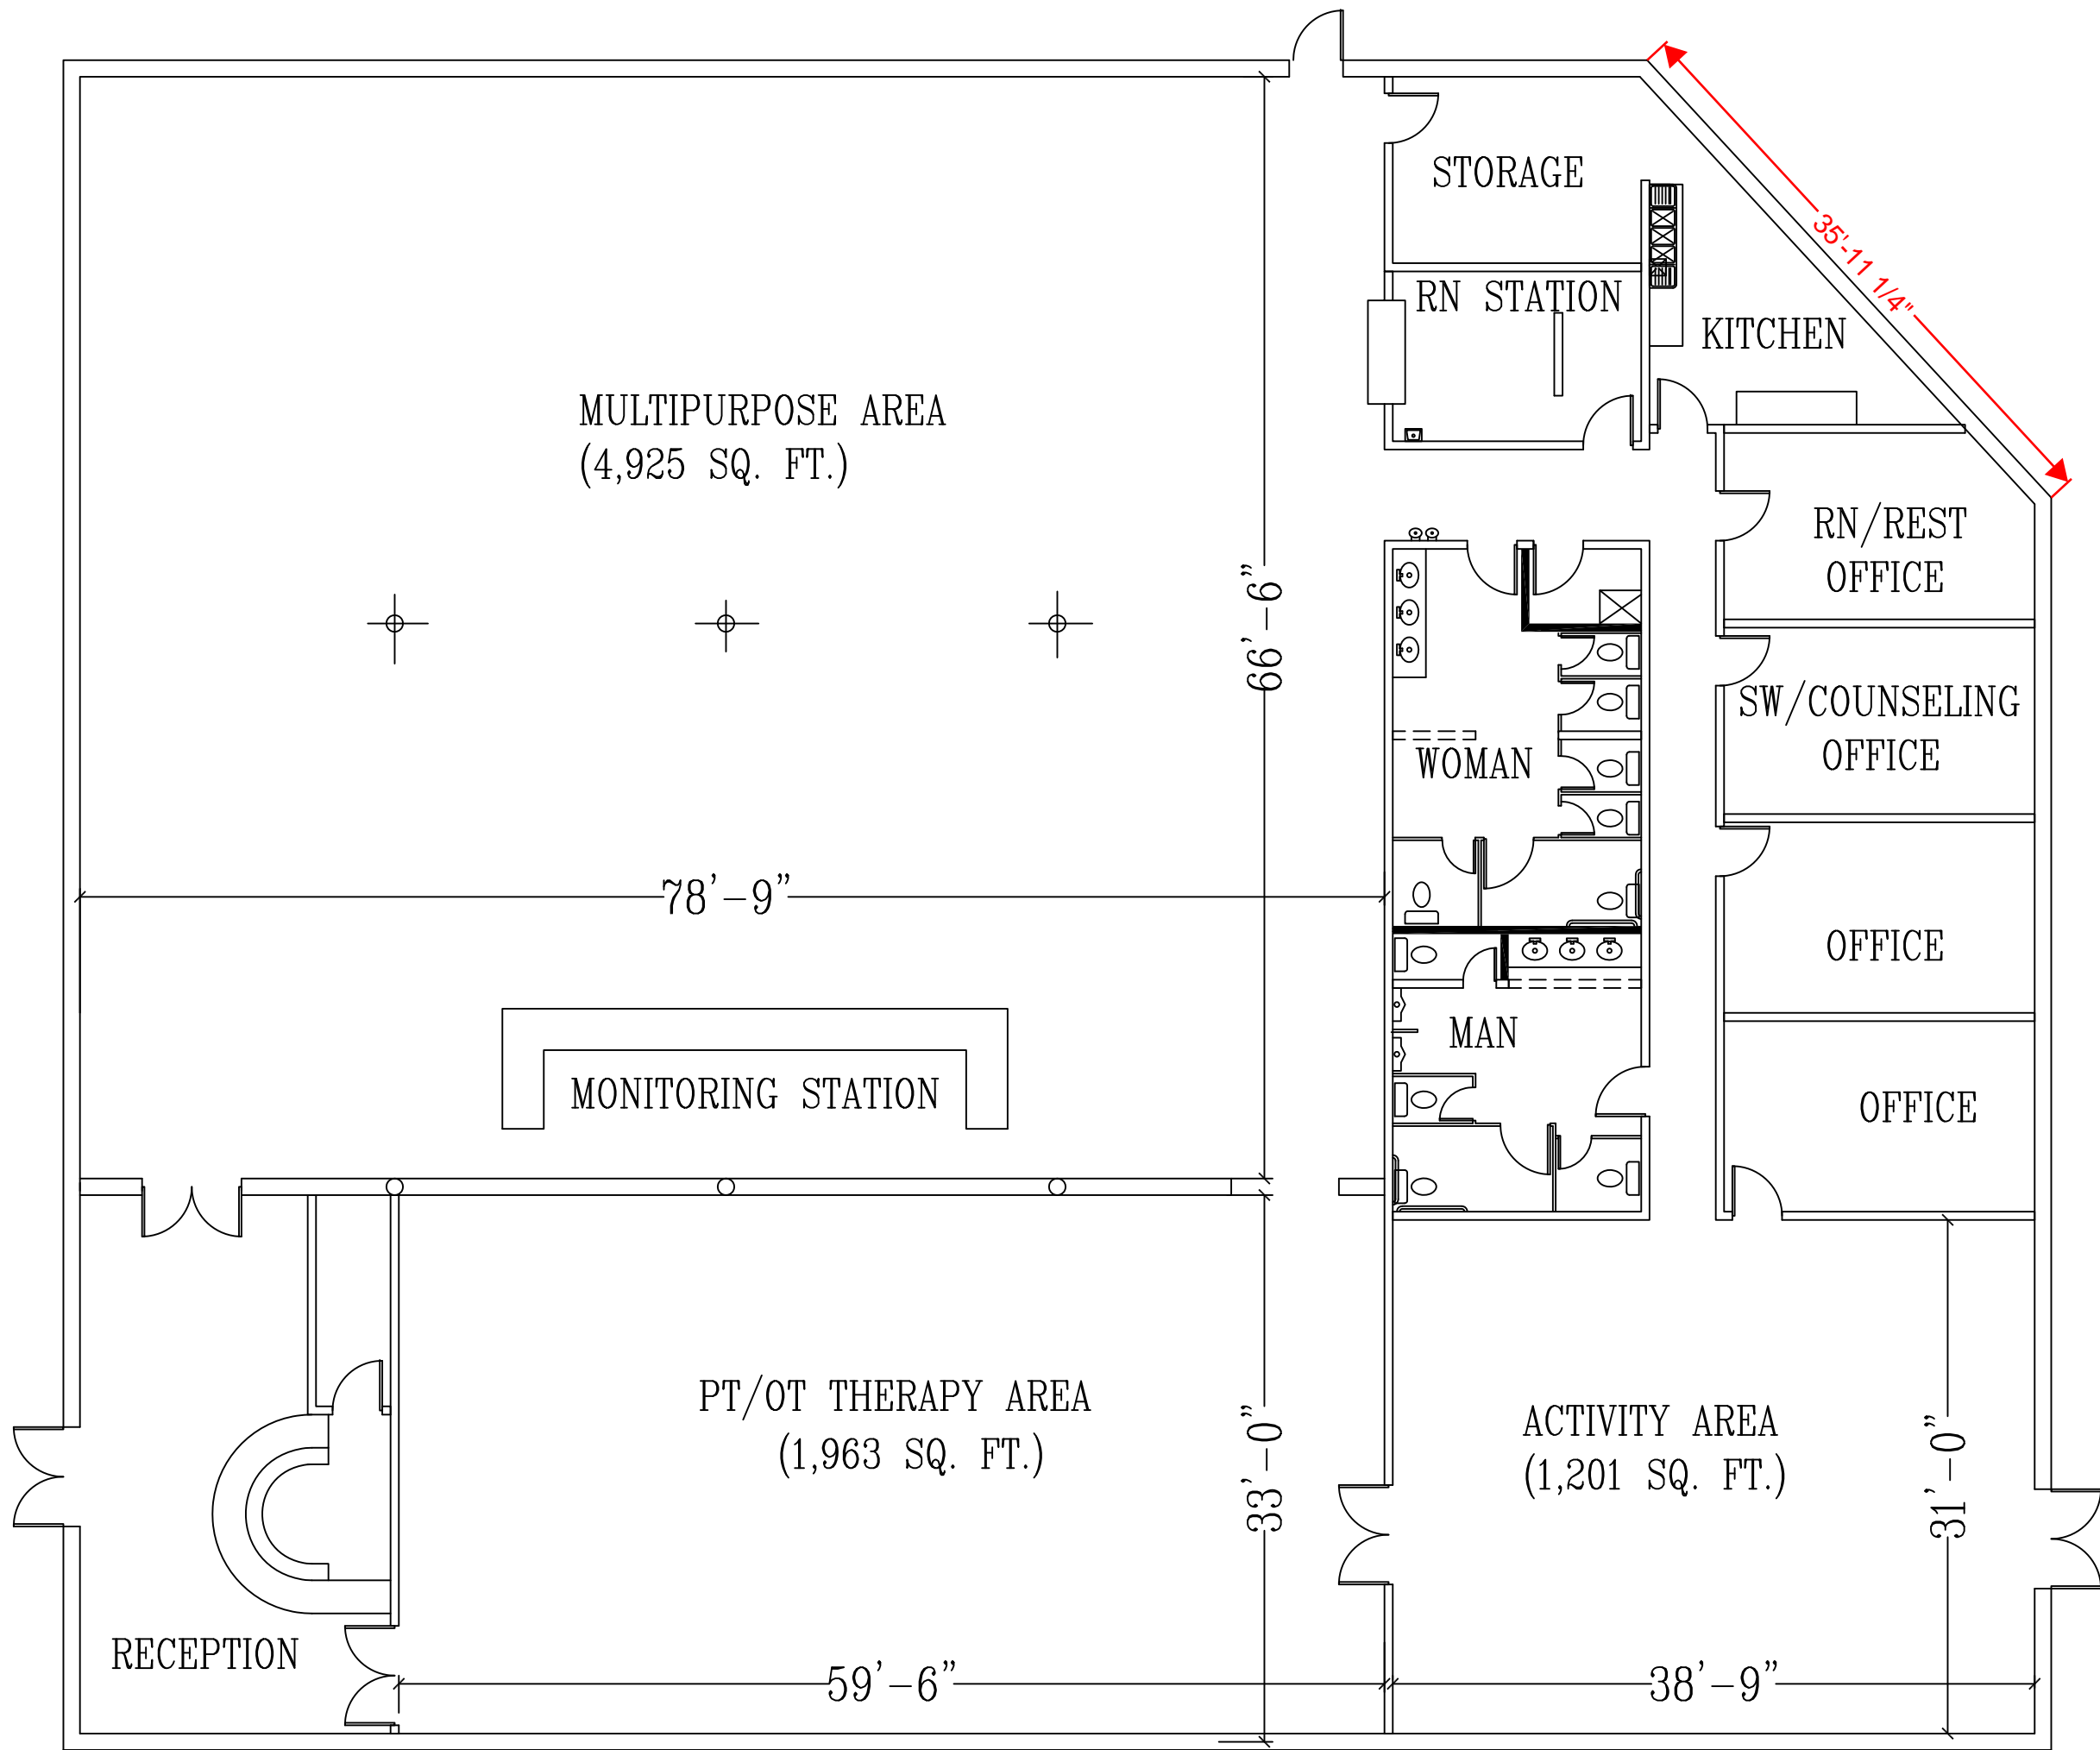 35'-11 1/4"
STORAGE
RN STATION
KITCHEN
MULTIPURPOSE AREA
(4,925 SQ. FT.)
RN/REST
OFFICE
66'-6"
SW/COUNSELING
OFFICE
WOMAN
78'-9"
OFFICE
MAN
MONITORING STATION
OFFICE
PT/OT THERAPY AREA
(1,963 SQ. FT.)
33'-0"
ACTIVITY AREA
(1,201 SQ. FT.)
31'-0"
RECEPTION
59'-6"
38'-9"